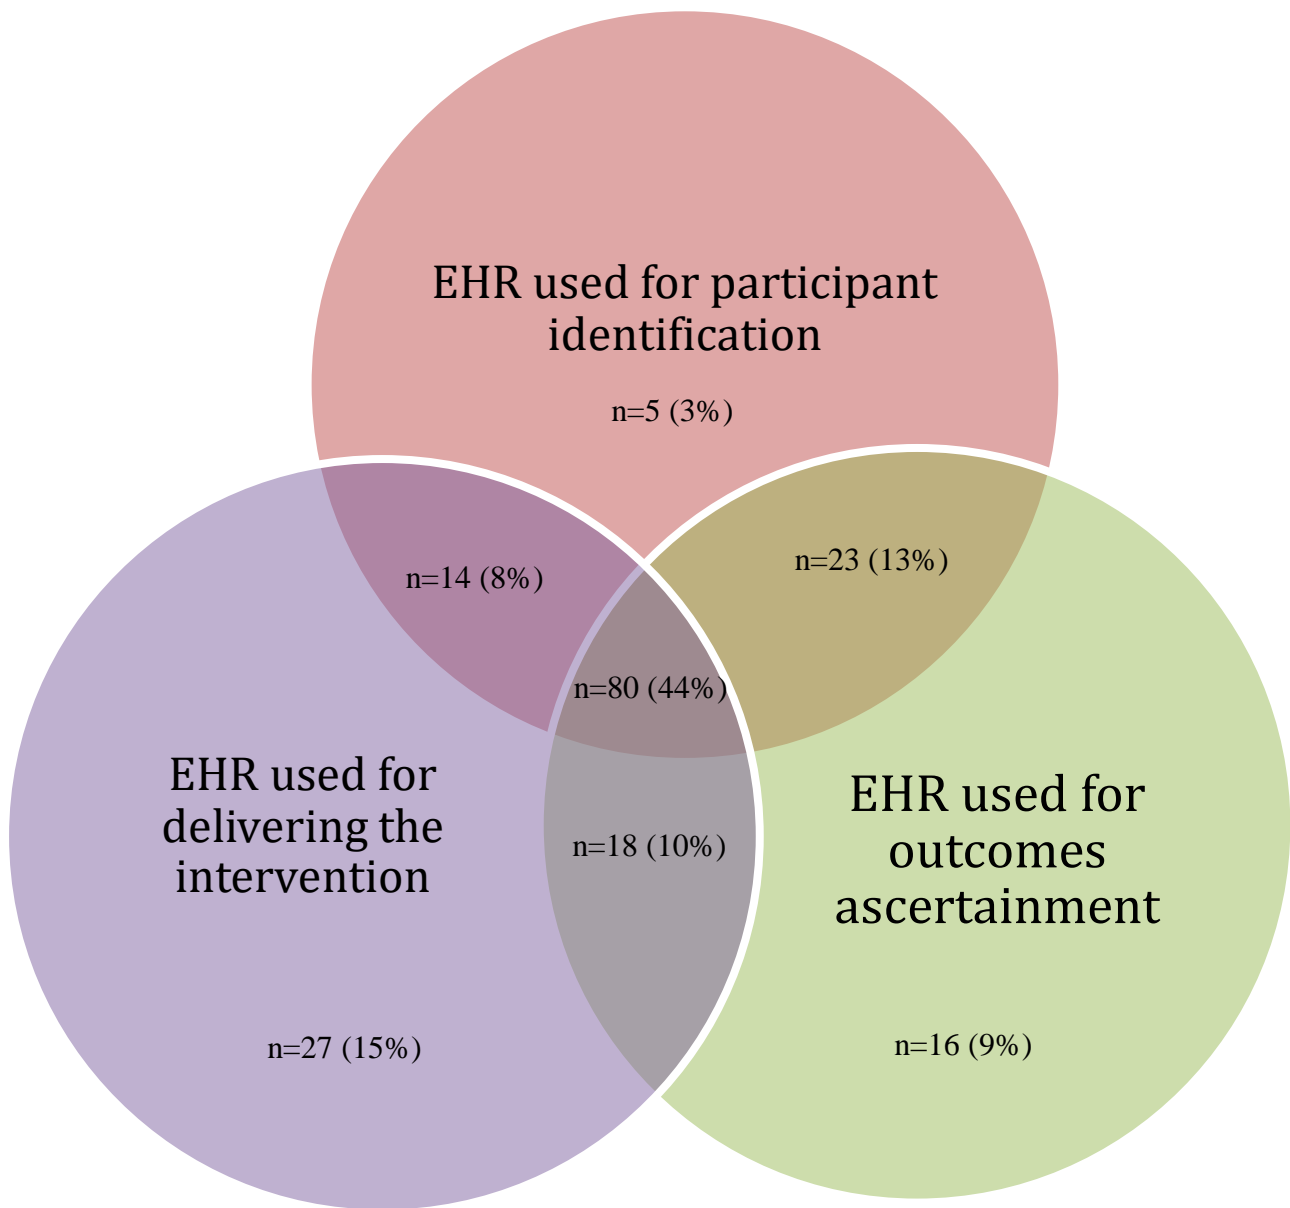 EHR used for participant
identification
n=5 (3%)
n=23 (13%)
n=14 (8%)
n=80 (44%)
EHR used for
delivering the
intervention
EHR used for
outcomes
ascertainment
n=18 (10%)
n=27 (15%)
n=16 (9%)